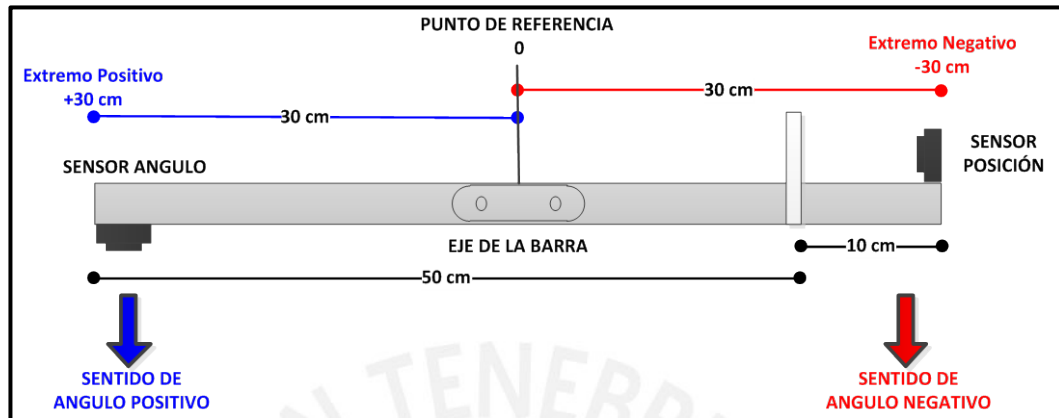 PUNTO DE REFERENCIA
0
Extremo Positivo
+30 cm
Extremo Negativo
-30 cm
30 cm
30 cm
SENSOR ANGULO
SENSOR
POSICIÓN
EJE DE LA BARRA
10 cm
50 cm
SENTIDO DE
ANGULO POSITIVO
SENTIDO DE
ANGULO NEGATIVO
TENEBR